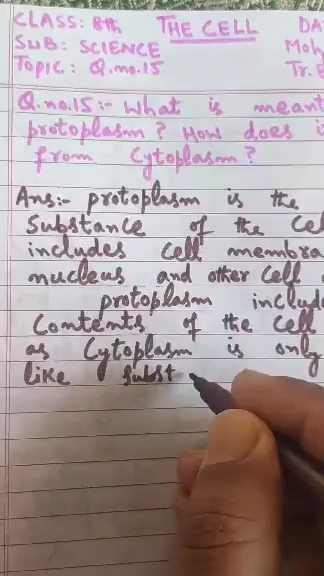 CLASS: 8th THE CELL DA
SUB: SCIENCE Moh
TOPIC: Q.no.15 Tr.
Q.no.15:- What is meant
protoplasm? How does i
from Cytoplasm?
Ans:- protoplasm is the
Substance of the Cel
includes cell membra
nucleus and other Cell
protoplasm include
Contents of the cell
as Cytoplasm is only
like subst